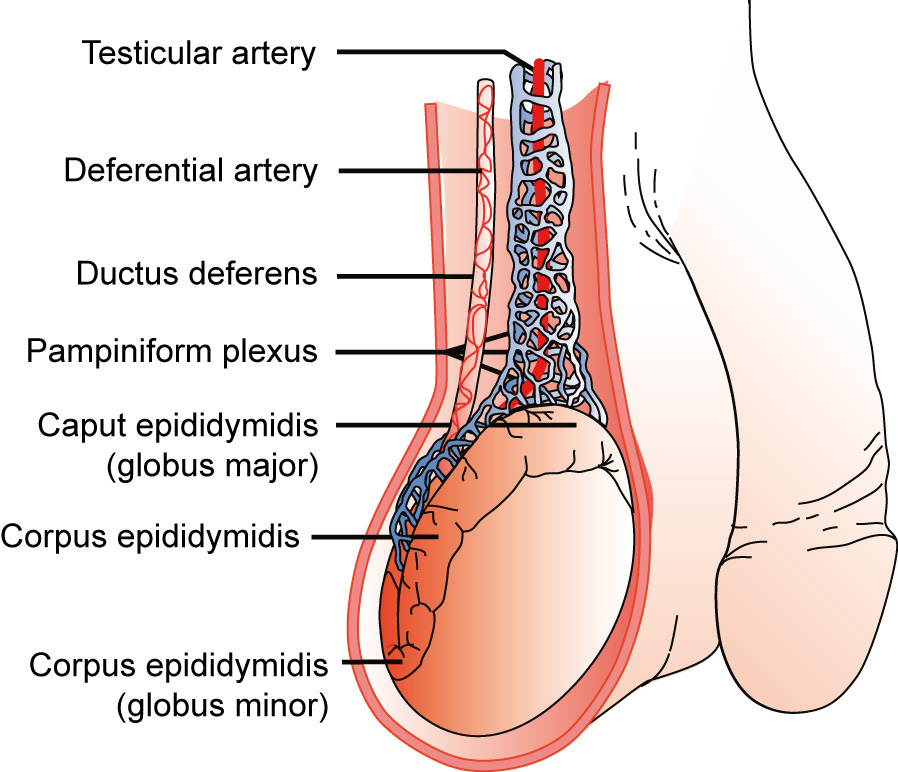 Testicular artery
Deferential artery
Ductus deferens
Pampiniform plexus
Caput epididymidis
(globus major)
Corpus epididymidis
Corpus epididymidis
(globus minor)